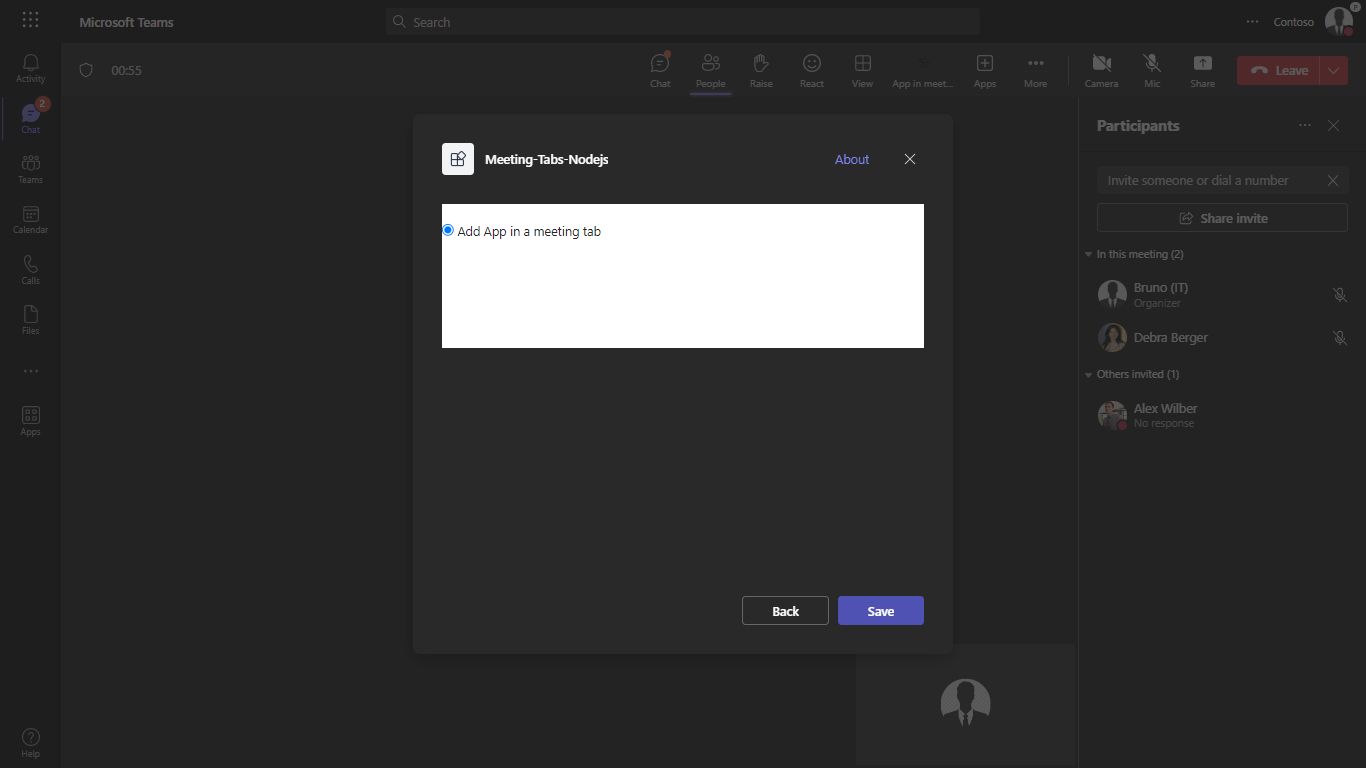 Microsoft Teams
Search
Contoso
P
Activity
2
Chat
Teams
Calendar
Calls
Files
Apps
Help
00:55
Chat
People
Raise
React
View
App in meet...
Apps
More
Camera
Mic
Share
Leave
Meeting-Tabs-Nodejs
About
Add App in a meeting tab
Back
Save
Participants
Invite someone or dial a number
Share invite
In this meeting (2)
Bruno (IT)
Organizer
Debra Berger
Others invited (1)
Alex Wilber
No response